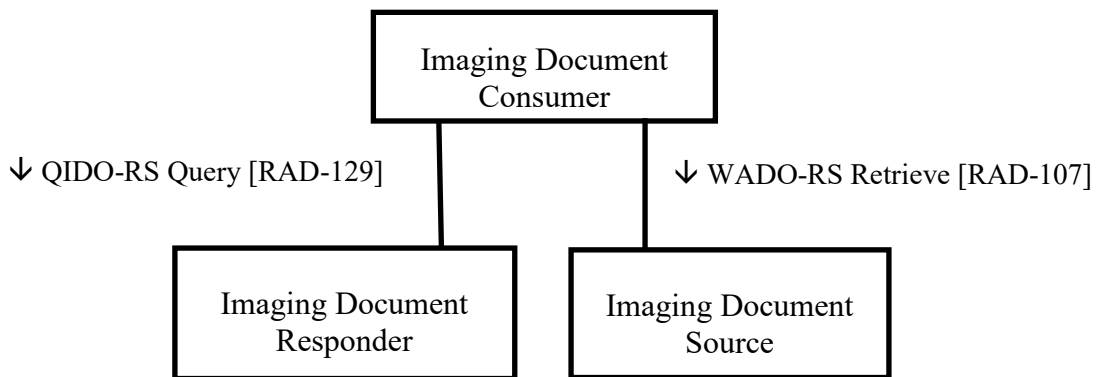 Imaging Document
Consumer
↓ QIDO-RS Query [RAD-129]
↓ WADO-RS Retrieve [RAD-107]
Imaging Document
Responder
Imaging Document
Source